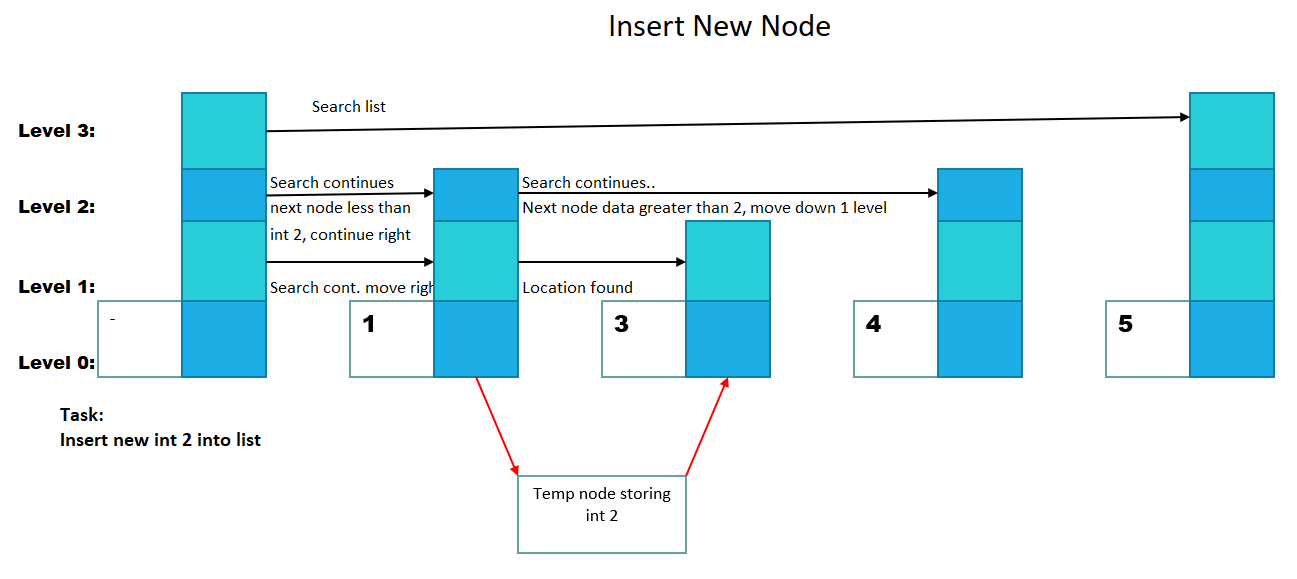 Insert New Node
Search list
Level 3:
Search continues
Search continues..
Level 2:
next node less than
Next node data greater than 2, move down 1 level
int 2, continue right
Level 1:
Search cont. move righ
Location found
-
1
3
4
5
Level 0:
Task:
Insert new int 2 into list
Temp node storing
int 2